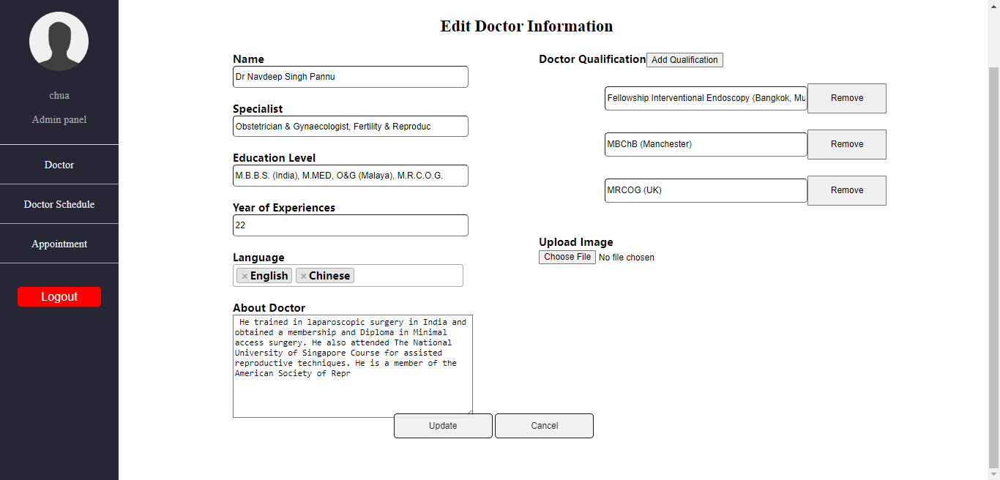 chua
Admin panel
Doctor
Doctor Schedule
Appointment
Logout
Edit Doctor Information
Name
Dr Navdeep Singh Pannu
Specialist
Obstetrician & Gynaecologist, Fertility & Reproduc
Education Level
M.B.B.S. (India), M.MED, O&G (Malaya), M.R.C.O.G.
Year of Experiences
22
Language
× English × Chinese
About Doctor
He trained in laparoscopic surgery in India and
obtained a membership and Diploma in Minimal
access surgery. He also attended The National
University of Singapore Course for assisted
reproductive techniques. He is a member of the
American Society of Repr
Doctor Qualification Add Qualification
Fellowship Interventional Endoscopy (Bangkok, Mu Remove
MBChB (Manchester) Remove
MRCOG (UK) Remove
Upload Image
Choose File No file chosen
Update Cancel